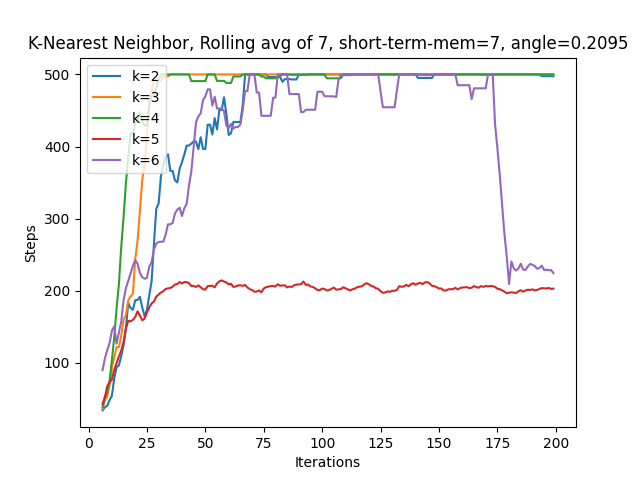 K-Nearest Neighbor, Rolling avg of 7, short-term-mem=7, angle=0.2095
500
400
300
200
100
Steps
k=2
k=3
k=4
k=5
k=6
0 25 50 75 100 125 150 175 200
Iterations